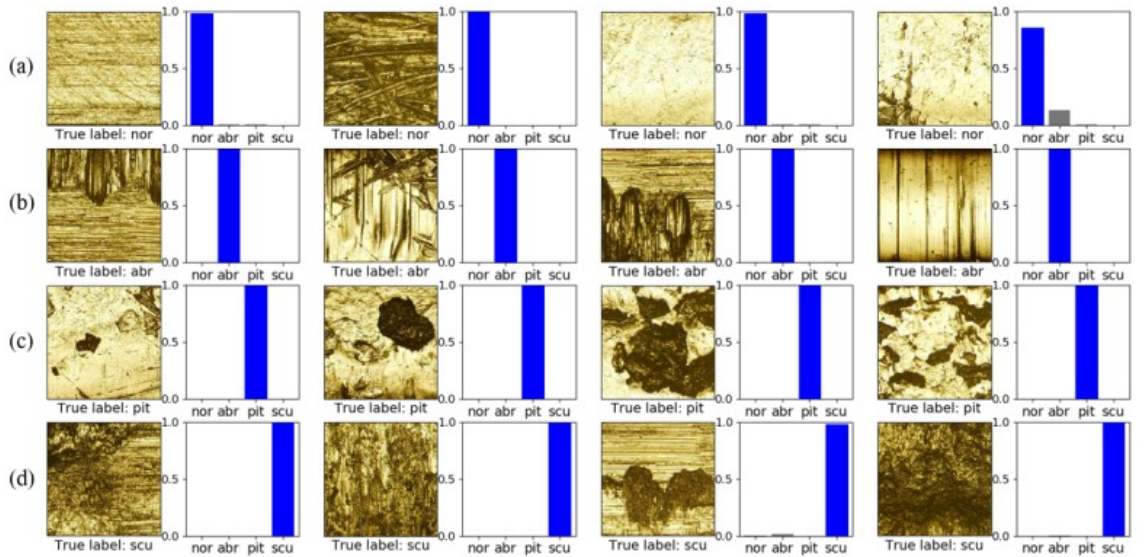 (a)
1.0 0.5 0.0 1.0 0.5 0.0 1.0 0.5 0.0 1.0 0.5 0.0
True label: nor nor abr pit scu True label: nor nor abr pit scu True label: nor nor abr pit scu True label: nor nor abr pit scu
(b)
1.0 0.5 0.0 1.0 0.5 0.0 1.0 0.5 0.0 1.0 0.5 0.0
True label: abr nor abr pit scu True label: abr nor abr pit scu True label: abr nor abr pit scu True label: abr nor abr pit scu
(c)
1.0 0.5 0.0 1.0 0.5 0.0 1.0 0.5 0.0 1.0 0.5 0.0
True label: pit nor abr pit scu True label: pit nor abr pit scu True label: pit nor abr pit scu True label: pit nor abr pit scu
(d)
1.0 0.5 0.0 1.0 0.5 0.0 1.0 0.5 0.0 1.0 0.5 0.0
True label: scu nor abr pit scu True label: scu nor abr pit scu True label: scu nor abr pit scu True label: scu nor abr pit scu